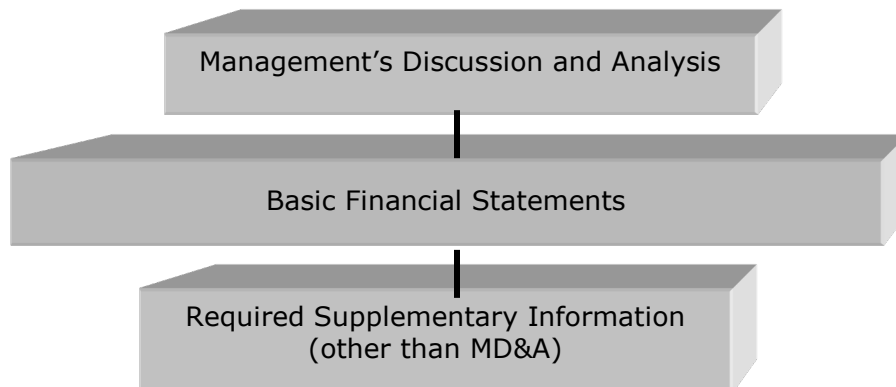 Management’s Discussion and Analysis
Basic Financial Statements
Required Supplementary Information
(other than MD&A)